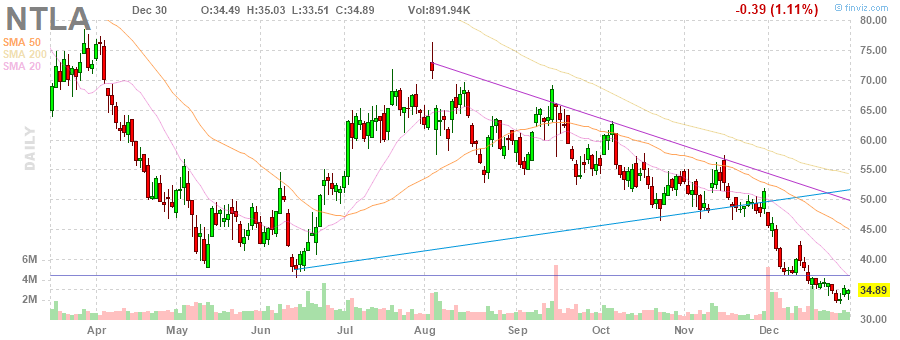 NTLA Dec 30 O:34.49 H:35.03 L:33.51 C:34.89 Vol:891.94K -0.39 (1.11%) © finviz.com
SMA 50
SMA 200
SMA 20
DAILY
80.00
75.00
70.00
65.00
60.00
55.00
50.00
45.00
40.00
34.89
30.00
6M
4M
2M
Apr May Jun Jul Aug Sep Oct Nov Dec